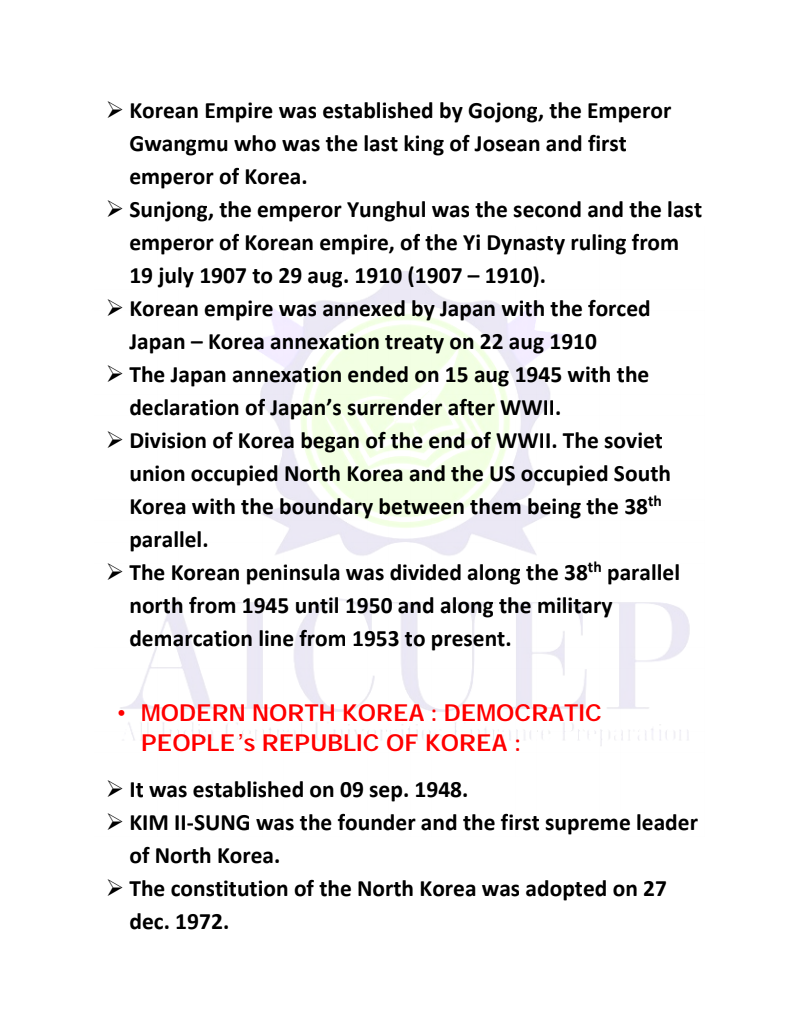 ➢ Korean Empire was established by Gojong, the Emperor
Gwangmu who was the last king of Josean and first
emperor of Korea.
➢ Sunjong, the emperor Yunghul was the second and the last
emperor of Korean empire, of the Yi Dynasty ruling from
19 july 1907 to 29 aug. 1910 (1907 – 1910).
➢ Korean empire was annexed by Japan with the forced
Japan – Korea annexation treaty on 22 aug 1910
➢ The Japan annexation ended on 15 aug 1945 with the
declaration of Japan’s surrender after WWII.
➢ Division of Korea began of the end of WWII. The soviet
union occupied North Korea and the US occupied South
Korea with the boundary between them being the 38th
parallel.
➢ The Korean peninsula was divided along the 38th parallel
north from 1945 until 1950 and along the military
demarcation line from 1953 to present.
AICUEP
• MODERN NORTH KOREA : DEMOCRATIC
PEOPLE’s REPUBLIC OF KOREA :
Preparation
➢ It was established on 09 sep. 1948.
➢ KIM II-SUNG was the founder and the first supreme leader
of North Korea.
➢ The constitution of the North Korea was adopted on 27
dec. 1972.